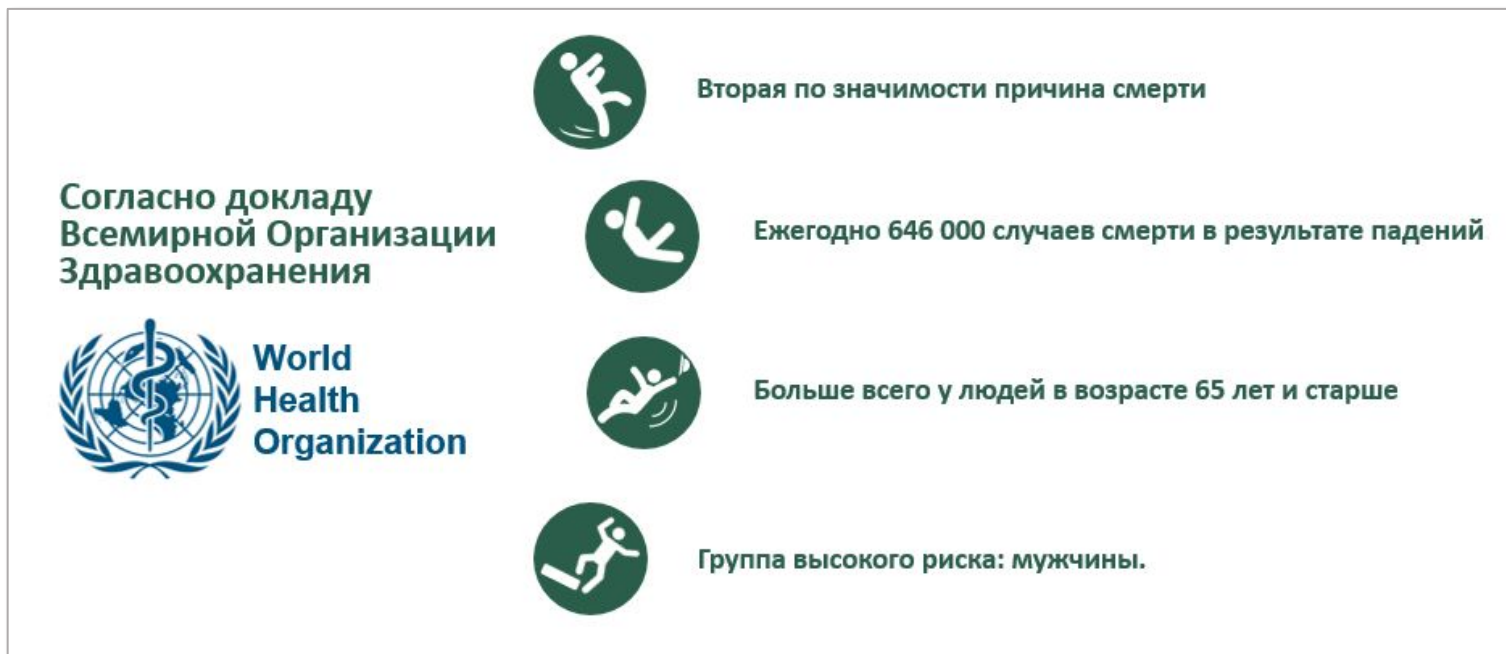 Согласно докладу
Всемирной Организации
Здравоохранения
World
Health
Organization
Вторая по значимости причина смерти
Ежегодно 646 000 случаев смерти в результате падений
Больше всего у людей в возрасте 65 лет и старше
Группа высокого риска: мужчины.